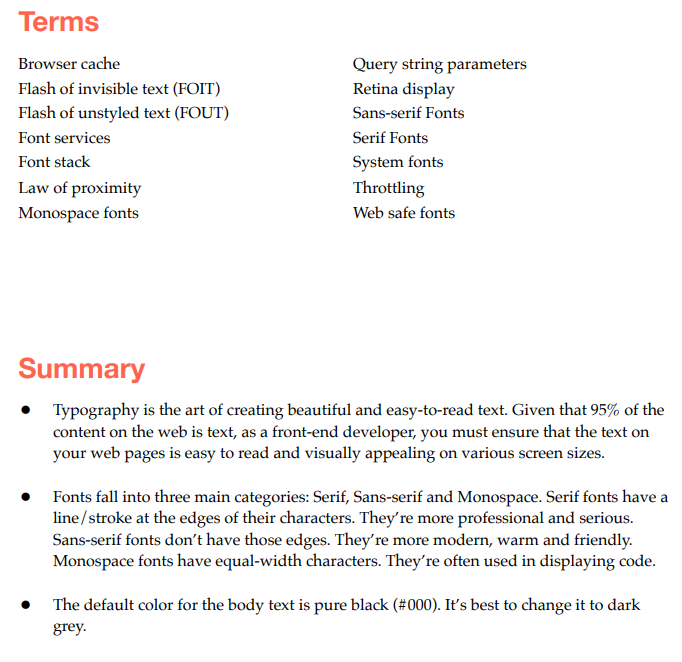 Terms
Browser cache
Flash of invisible text (FOIT)
Flash of unstyled text (FOUT)
Font services
Font stack
Law of proximity
Monospace fonts
Query string parameters
Retina display
Sans-serif Fonts
Serif Fonts
System fonts
Throttling
Web safe fonts
Summary
● Typography is the art of creating beautiful and easy-to-read text. Given that 95% of the
content on the web is text, as a front-end developer, you must ensure that the text on
your web pages is easy to read and visually appealing on various screen sizes.
● Fonts fall into three main categories: Serif, Sans-serif and Monospace. Serif fonts have a
line/stroke at the edges of their characters. They’re more professional and serious.
Sans-serif fonts don’t have those edges. They’re more modern, warm and friendly.
Monospace fonts have equal-width characters. They’re often used in displaying code.
● The default color for the body text is pure black (#000). It’s best to change it to dark
grey.